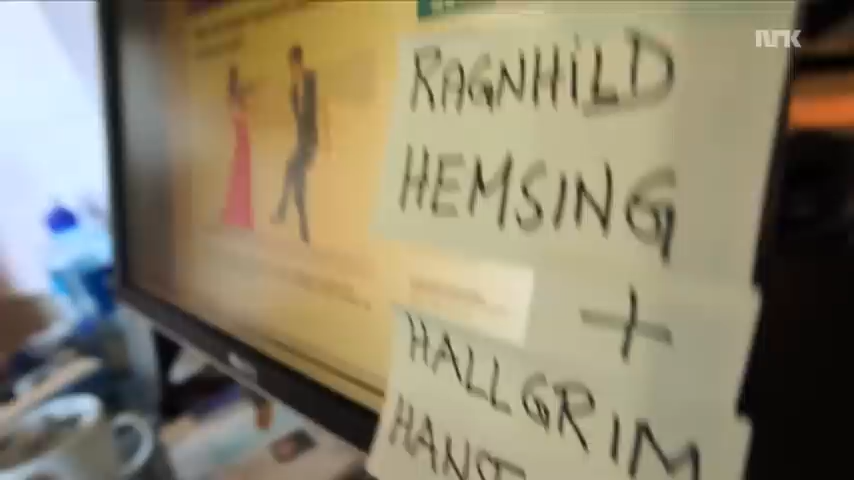 NRK
RAGNHiLD
HEMSING
+
HALLGRIM